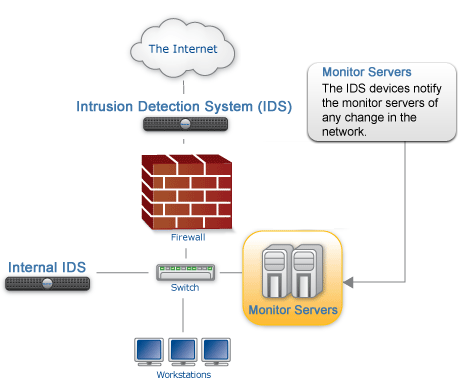 The Internet
Intrusion Detection System (IDS)
Monitor Servers
The IDS devices notify
the monitor servers of
any change in the
network.
Firewall
Internal IDS
Switch
Monitor Servers
Workstations